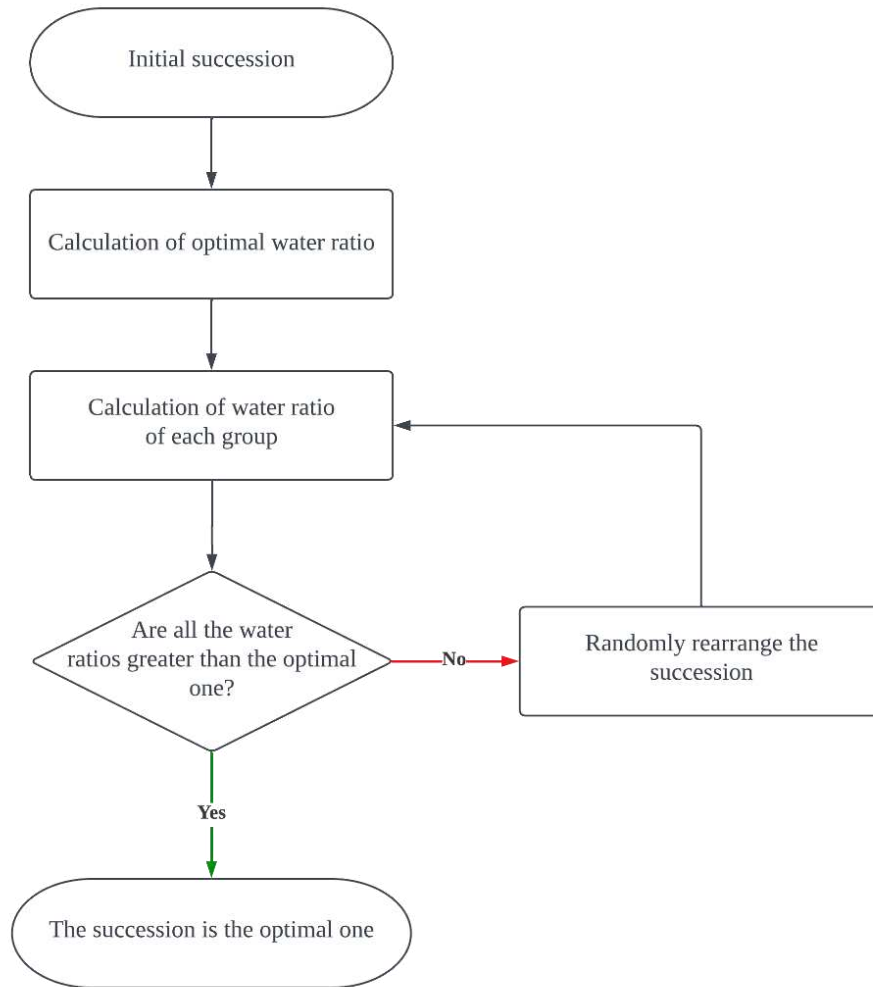 Initial succession
Calculation of optimal water ratio
Calculation of water ratio
of each group
Are all the water
ratios greater than the optimal
one?
No
Randomly rearrange the
succession
Yes
The succession is the optimal one